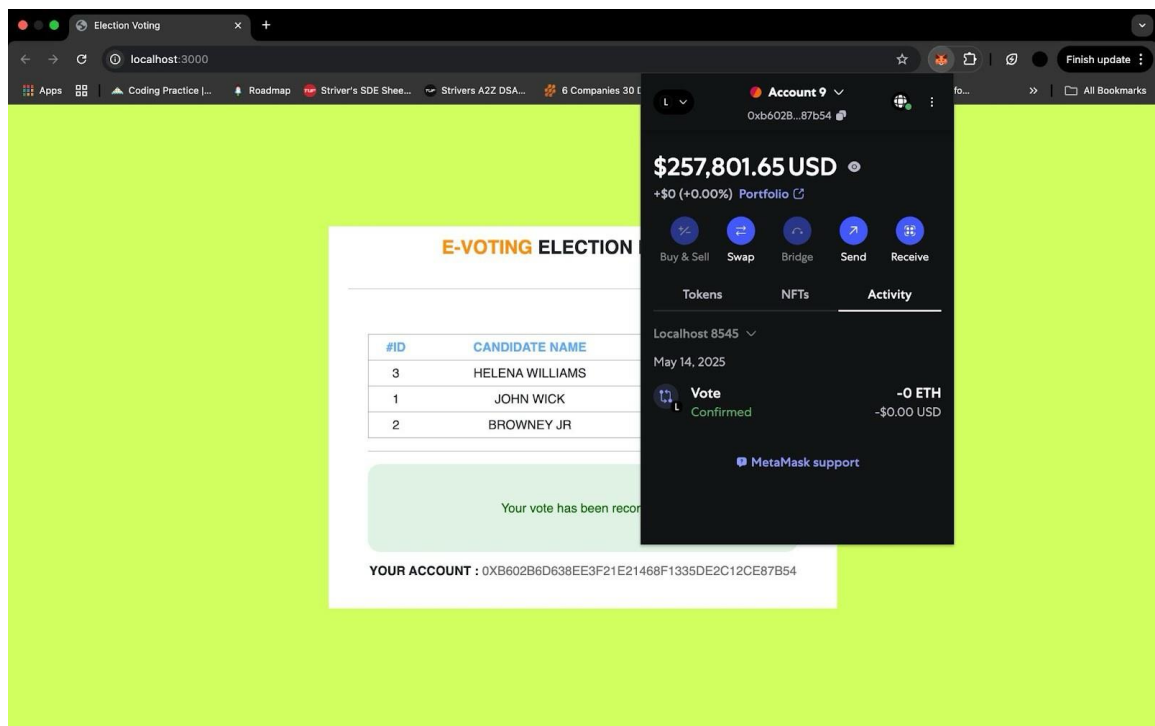 Election Voting
localhost:3000
Finish update
Apps
Coding Practice |...
Roadmap
Striver's SDE Shee...
Strivers A2Z DSA...
6 Companies 30
fo...
All Bookmarks
L
Account 9
0xb602B...87b54
$257,801.65 USD
+$0 (+0.00%) Portfolio
Buy & Sell
Swap
Bridge
Send
Receive
Tokens
NFTs
Activity
Localhost 8545
May 14, 2025
Vote
-0 ETH
L
Confirmed
-$0.00 USD
MetaMask support
E-VOTING ELECTION
#ID CANDIDATE NAME
3 HELENA WILLIAMS
1 JOHN WICK
2 BROWNEY JR
Your vote has been recor
YOUR ACCOUNT : 0XB602B6D638EE3F21E21468F1335DE2C12CE87B54